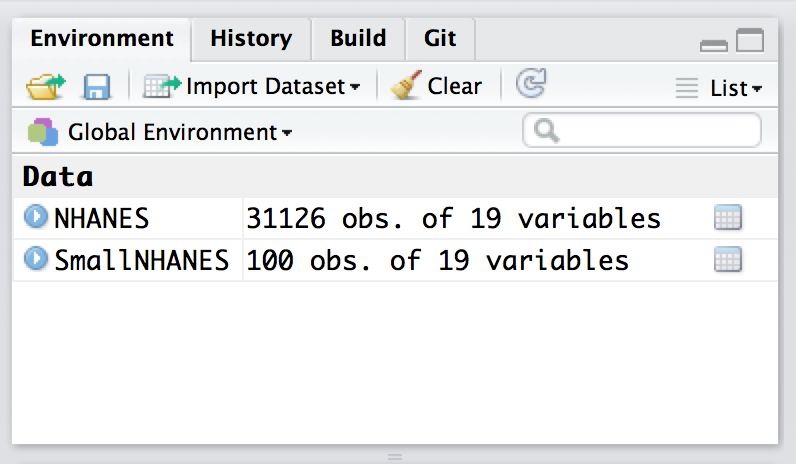 Environment History Build Git
Import Dataset Clear List
Global Environment
Data
NHANES 31126 obs. of 19 variables
SmallNHANES 100 obs. of 19 variables